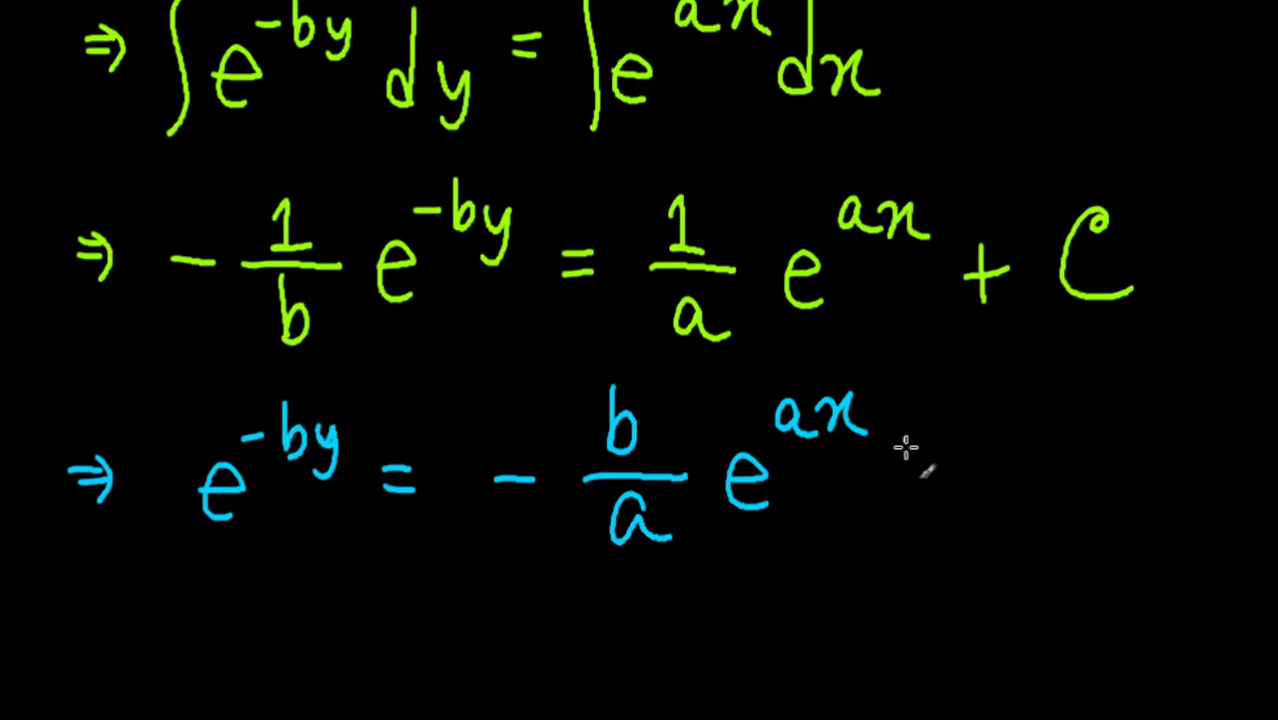 ⇒ ∫ e^{-by} dy = ∫ e^{ax} dx
⇒ - 1/b e^{-by} = 1/a e^{ax} + C
⇒ e^{-by} = - b/a e^{ax}